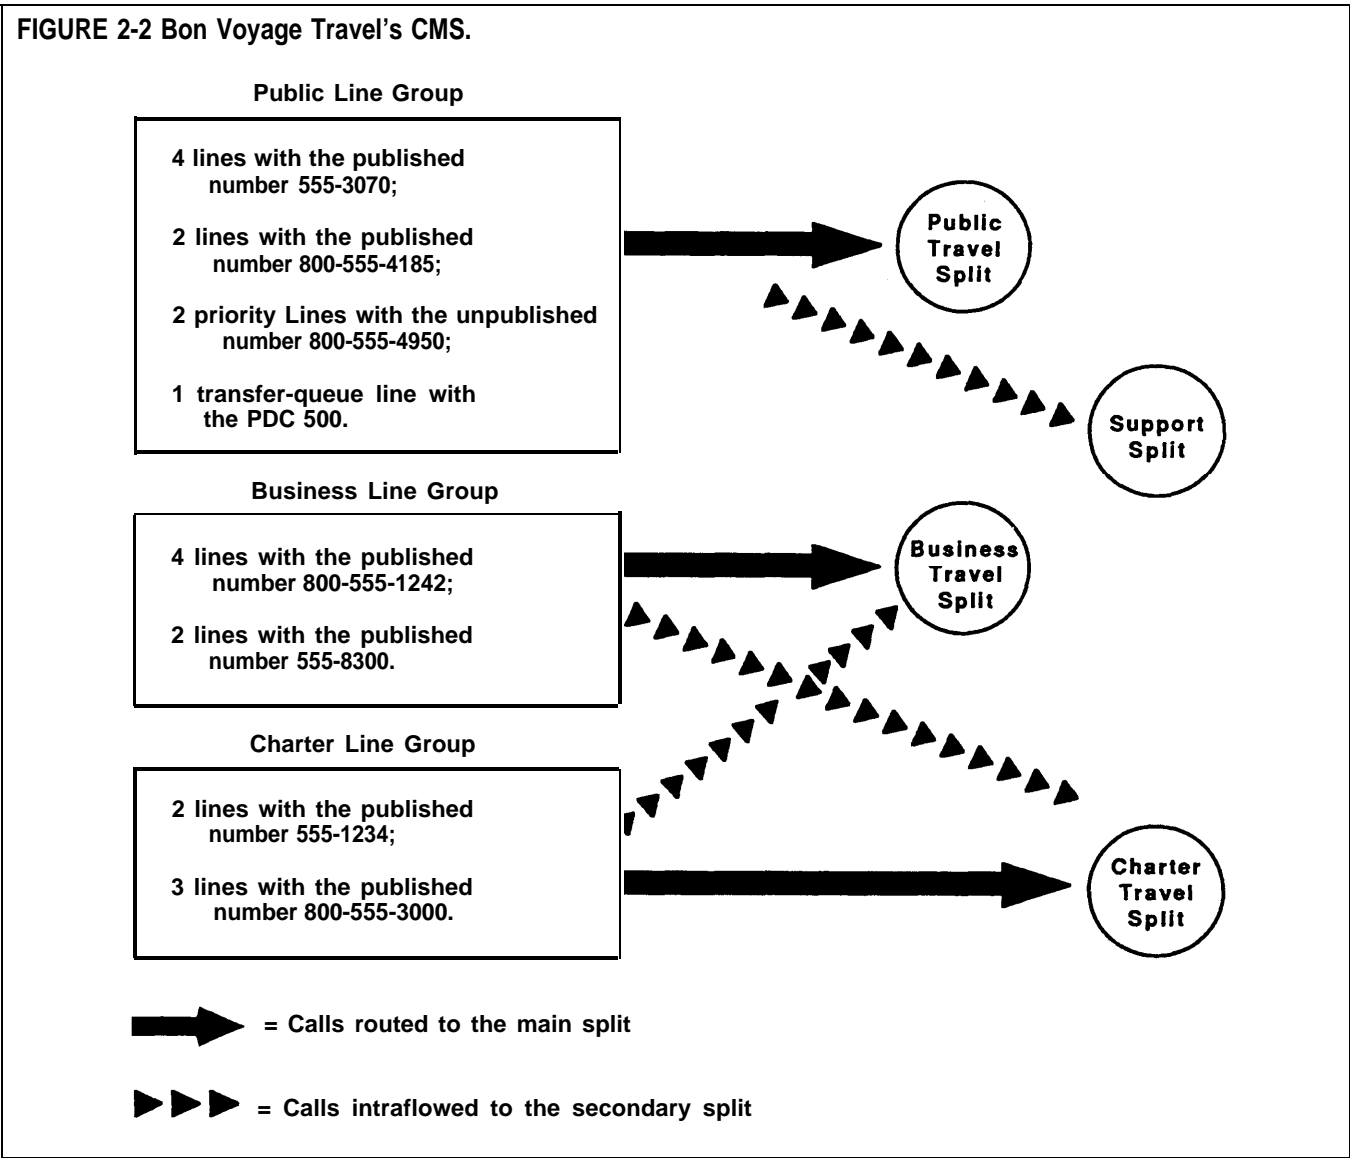 FIGURE 2-2 Bon Voyage Travel's CMS.
Public Line Group
4 lines with the published
number 555-3070;
2 lines with the published
number 800-555-4185;
2 priority Lines with the unpublished
number 800-555-4950;
1 transfer-queue line with
the PDC 500.
Public
Travel
Split
Support
Split
Business Line Group
4 lines with the published
number 800-555-1242;
2 lines with the published
number 555-8300.
Business
Travel
Split
Charter Line Group
2 lines with the published
number 555-1234;
3 lines with the published
number 800-555-3000.
Charter
Travel
Split
= Calls routed to the main split
= Calls intraflowed to the secondary split